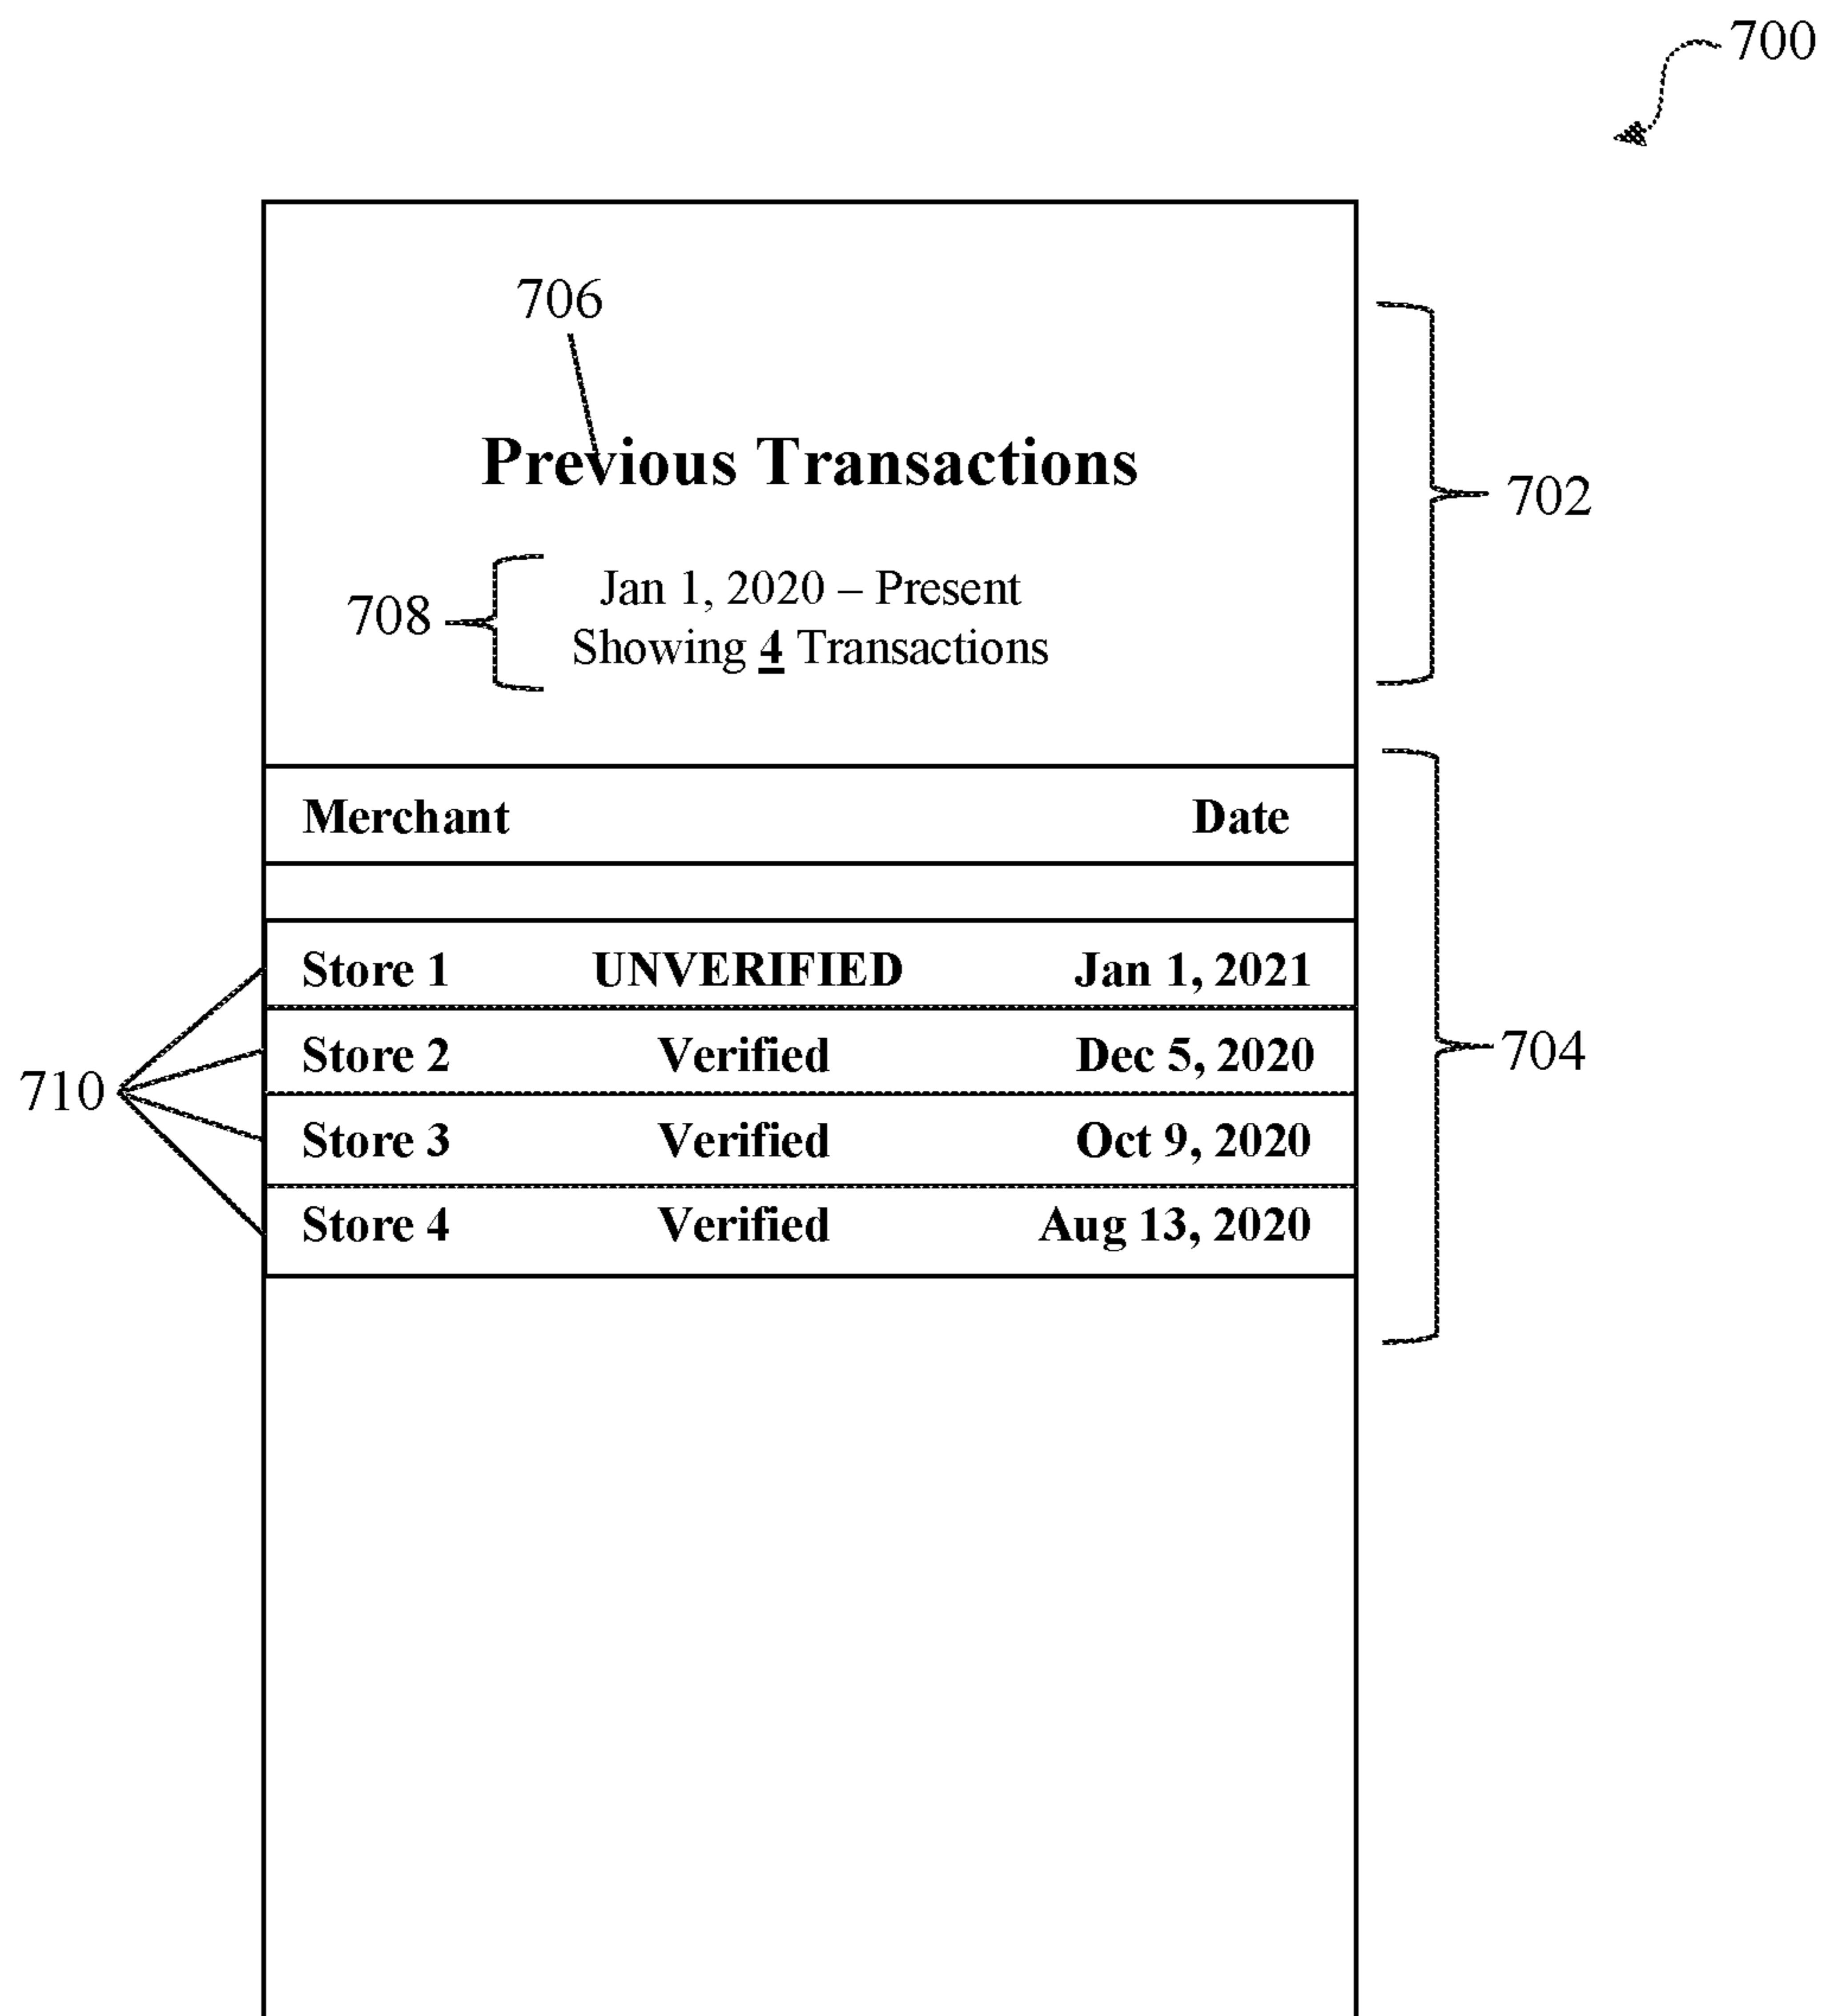 700
706
Previous Transactions
702
708
Jan 1, 2020 – Present
Showing 4 Transactions
Merchant Date
Store 1 UNVERIFIED Jan 1, 2021
Store 2 Verified Dec 5, 2020
704
710
Store 3 Verified Oct 9, 2020
Store 4 Verified Aug 13, 2020